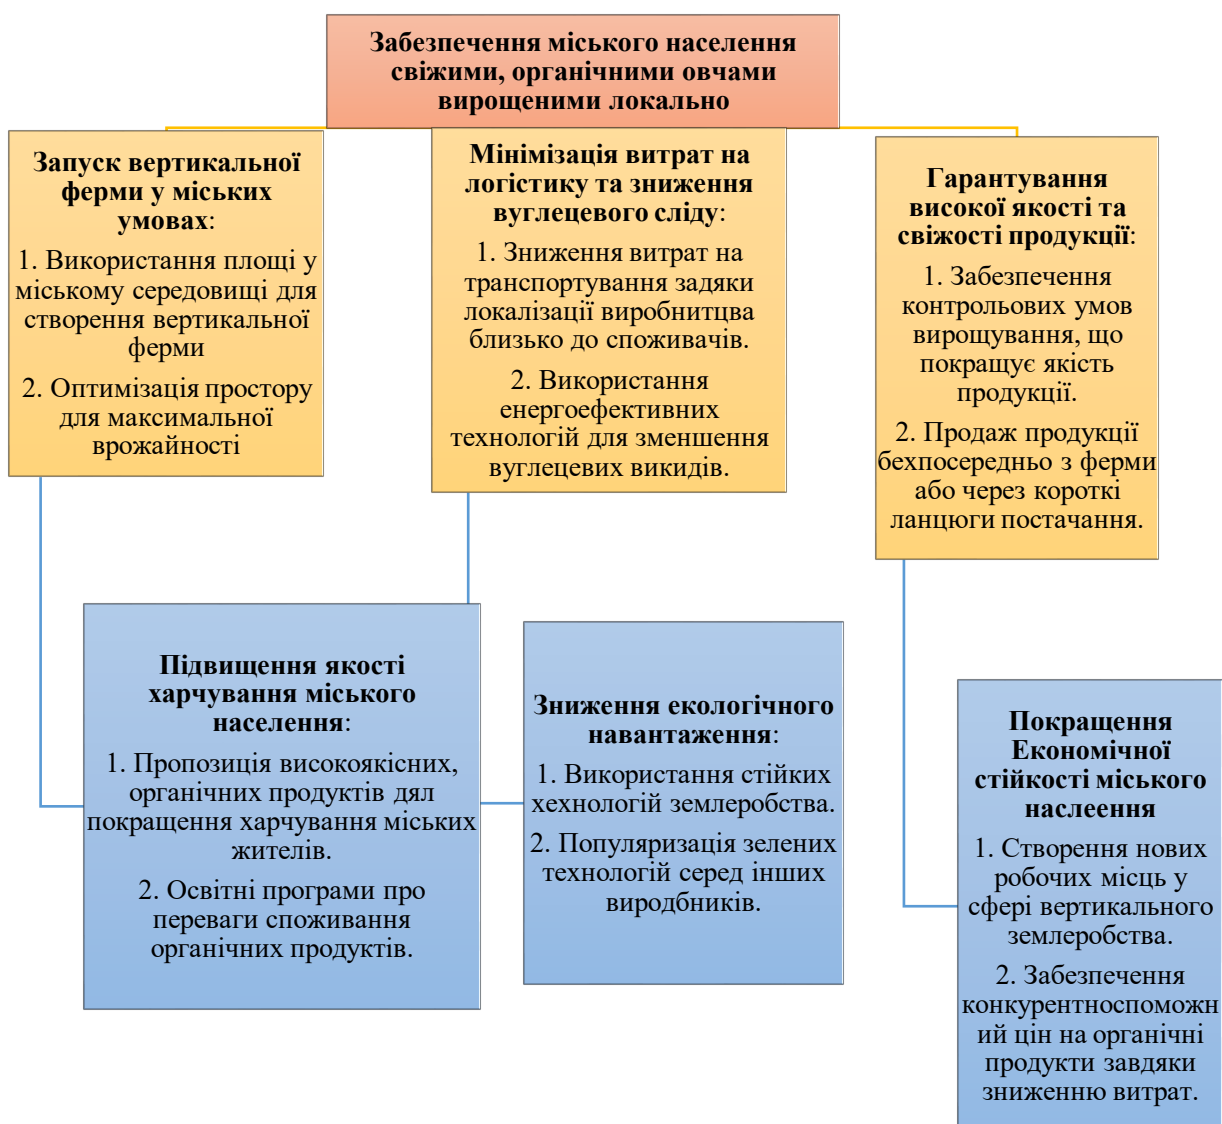 Забезпечення міського населення
свіжими, органічними овчами
вирощеними локально
Запуск вертикальної
ферми у міських
умовах:
1. Використання площі у
міському середовищі для
створення вертикальної
ферми
2. Оптимізація простору
для максимальної
врожайності
Мінімізація витрат на
логістику та зниження
вуглецевого сліду:
1. Зниження витрат на
транспортування задяки
локалізації виробнитцва
близько до споживачів.
2. Використання
енергоефективних
технологій для зменшення
вуглецевих викидів.
Гарантування
високої якості та
свіжості продукції:
1. Забезпечення
контрольових умов
вирощування, що
покращує якість
продукції.
2. Продаж продукції
бехпосередньо з ферми
або через короткі
ланцюги постачання.
Підвищення якості
харчування міського
населення:
1. Пропозиція високоякісних,
органічних продуктів дял
покращення харчування міських
жителів.
2. Освітні програми про
переваги споживання
органічних продуктів.
Зниження екологічного
навантаження:
1. Використання стійких
хехнологій землеробства.
2. Популяризація зелених
технологій серед інших
виродбників.
Покращення
Економічної
стійкості міського
наслеення
1. Створення нових
робочих місць у
сфері вертикального
землеробства.
2. Забезпечення
конкурентноспоможн
ий цін на органічні
продукти завдяки
зниженню витрат.